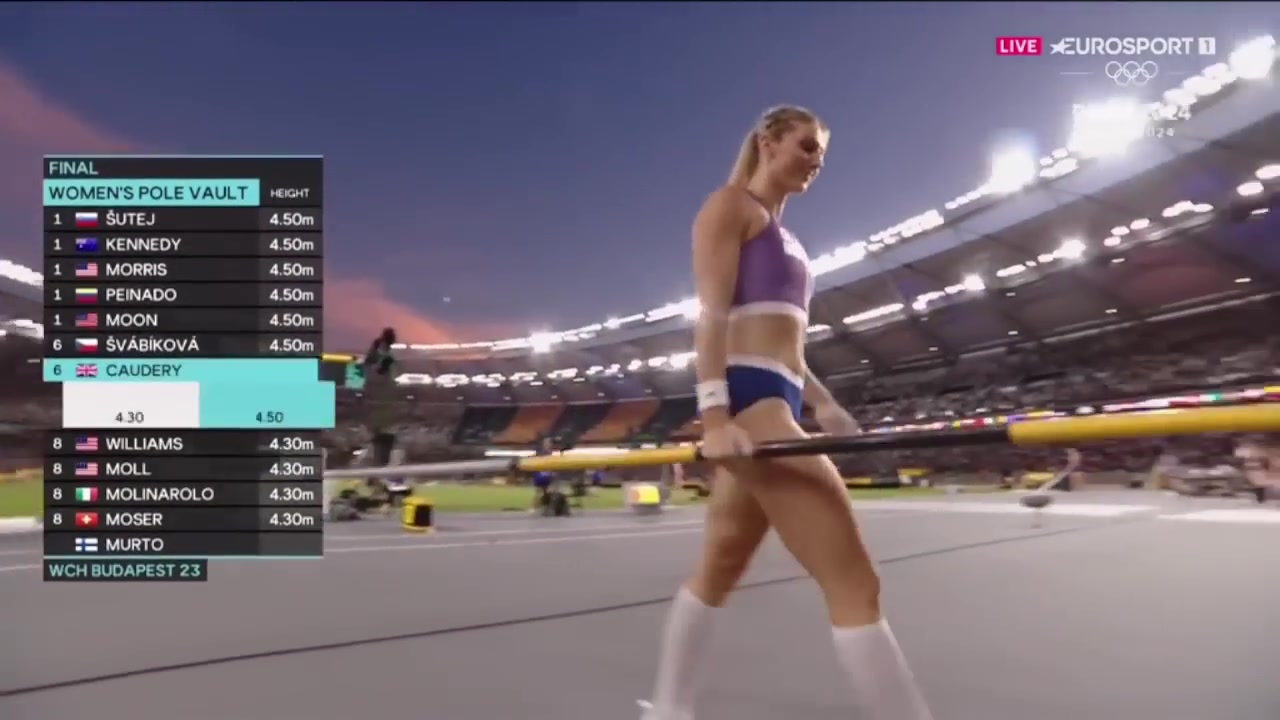 LIVE EUROSPORT 1
FINAL
WOMEN'S POLE VAULT HEIGHT
1 ŠUTEJ 4.50m
1 KENNEDY 4.50m
1 MORRIS 4.50m
1 PEINADO 4.50m
1 MOON 4.50m
6 ŠVÁBÍKOVÁ 4.50m
6 CAUDERY
4.30 4.50
8 WILLIAMS 4.30m
8 MOLL 4.30m
8 MOLINAROLO 4.30m
8 MOSER 4.30m
MURTO
WCH BUDAPEST 23